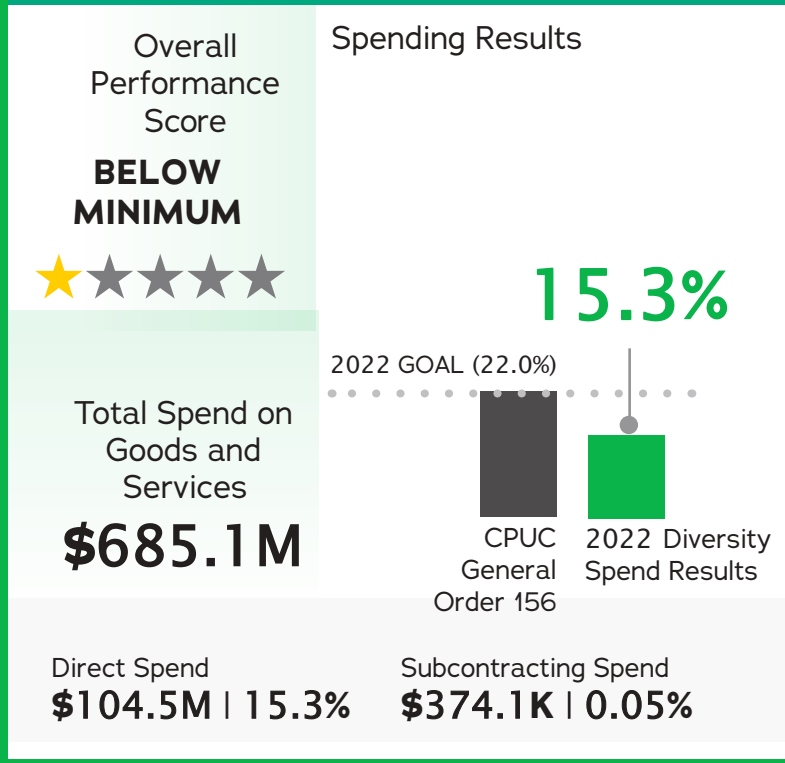 Overall
Performance
Score
BELOW
MINIMUM
Total Spend on
Goods and
Services
$685.1M
Spending Results
15.3%
2022 GOAL (22.0%)
CPUC
General
Order 156
2022 Diversity
Spend Results
Direct Spend
$104.5M | 15.3%
Subcontracting Spend
$374.1K | 0.05%